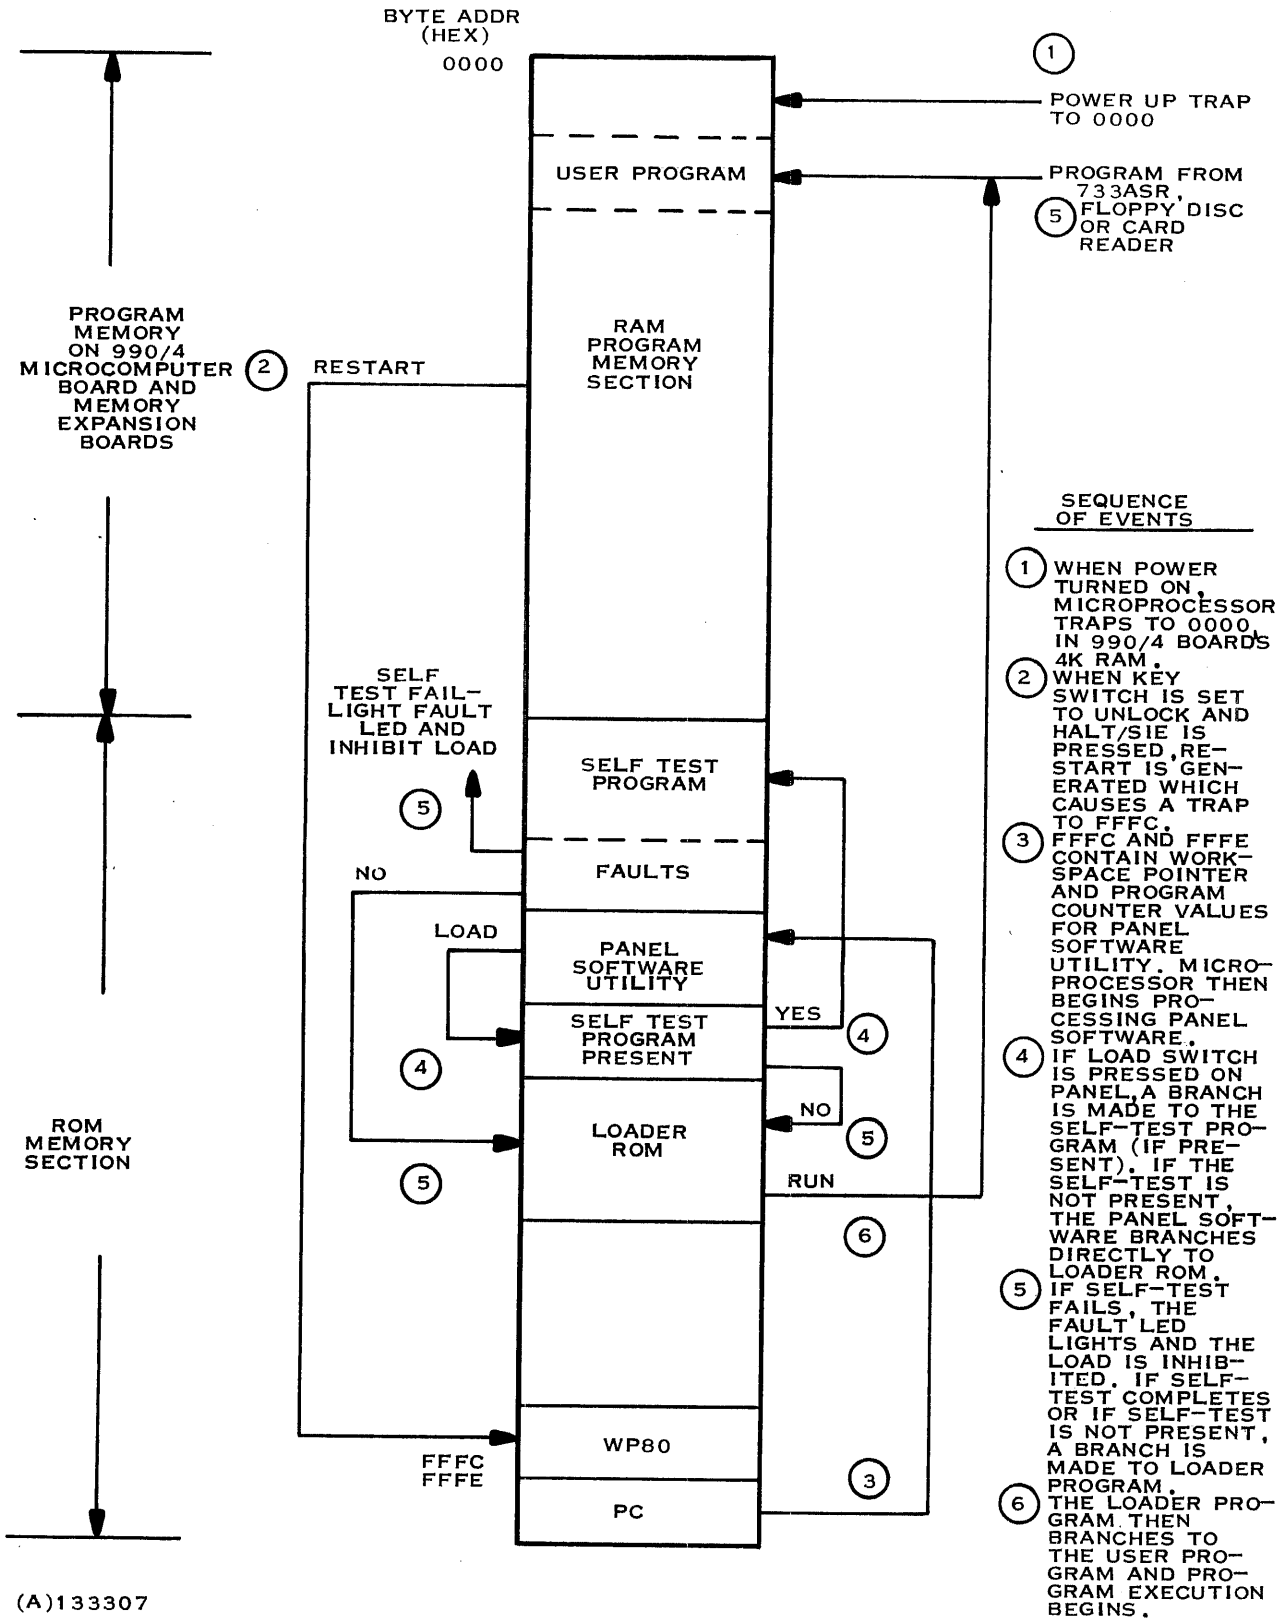 BYTE ADDR
(HEX)
0000
1
POWER UP TRAP
TO 0000
USER PROGRAM
PROGRAM FROM
733ASR,
5
FLOPPY DISC
OR CARD
READER
PROGRAM
MEMORY
ON 990/4
MICROCOMPUTER
BOARD AND
MEMORY
EXPANSION
BOARDS
2
RESTART
RAM
PROGRAM
MEMORY
SECTION
SELF
TEST FAIL-
LIGHT FAULT
LED AND
INHIBIT LOAD
5
SELF TEST
PROGRAM
FAULTS
NO
LOAD
4
PANEL
SOFTWARE
UTILITY
YES
4
SELF TEST
PROGRAM
PRESENT
NO
5
LOADER
ROM
5
RUN
6
ROM
MEMORY
SECTION
WP80
FFFC
FFFE
PC
3
SEQUENCE
OF EVENTS
1 WHEN POWER
TURNED ON,
MICROPROCESSOR
TRAPS TO 0000
IN 990/4 BOARD'S
4K RAM.
2 WHEN KEY
SWITCH IS SET
TO UNLOCK AND
HALT/SIE IS
PRESSED, RE-
START IS GEN-
ERATED WHICH
CAUSES A TRAP
TO FFFC.
3 FFFC AND FFFE
CONTAIN WORK-
SPACE POINTER
AND PROGRAM
COUNTER VALUES
FOR PANEL
SOFTWARE
UTILITY. MICRO-
PROCESSOR THEN
BEGINS PRO-
CESSING PANEL
SOFTWARE.
4 IF LOAD SWITCH
IS PRESSED ON
PANEL, A BRANCH
IS MADE TO THE
SELF-TEST PRO-
GRAM (IF PRE-
SENT). IF THE
SELF-TEST IS
NOT PRESENT,
THE PANEL SOFT-
WARE BRANCHES
DIRECTLY TO
LOADER ROM.
5 IF SELF-TEST
FAILS, THE
FAULT LED
LIGHTS AND THE
LOAD IS INHIB-
ITED. IF SELF-
TEST COMPLETES
OR IF SELF-TEST
IS NOT PRESENT,
A BRANCH IS
MADE TO LOADER
PROGRAM.
6 THE LOADER PRO-
GRAM THEN
BRANCHES TO
THE USER PRO-
GRAM AND PRO-
GRAM EXECUTION
BEGINS.
(A)133307